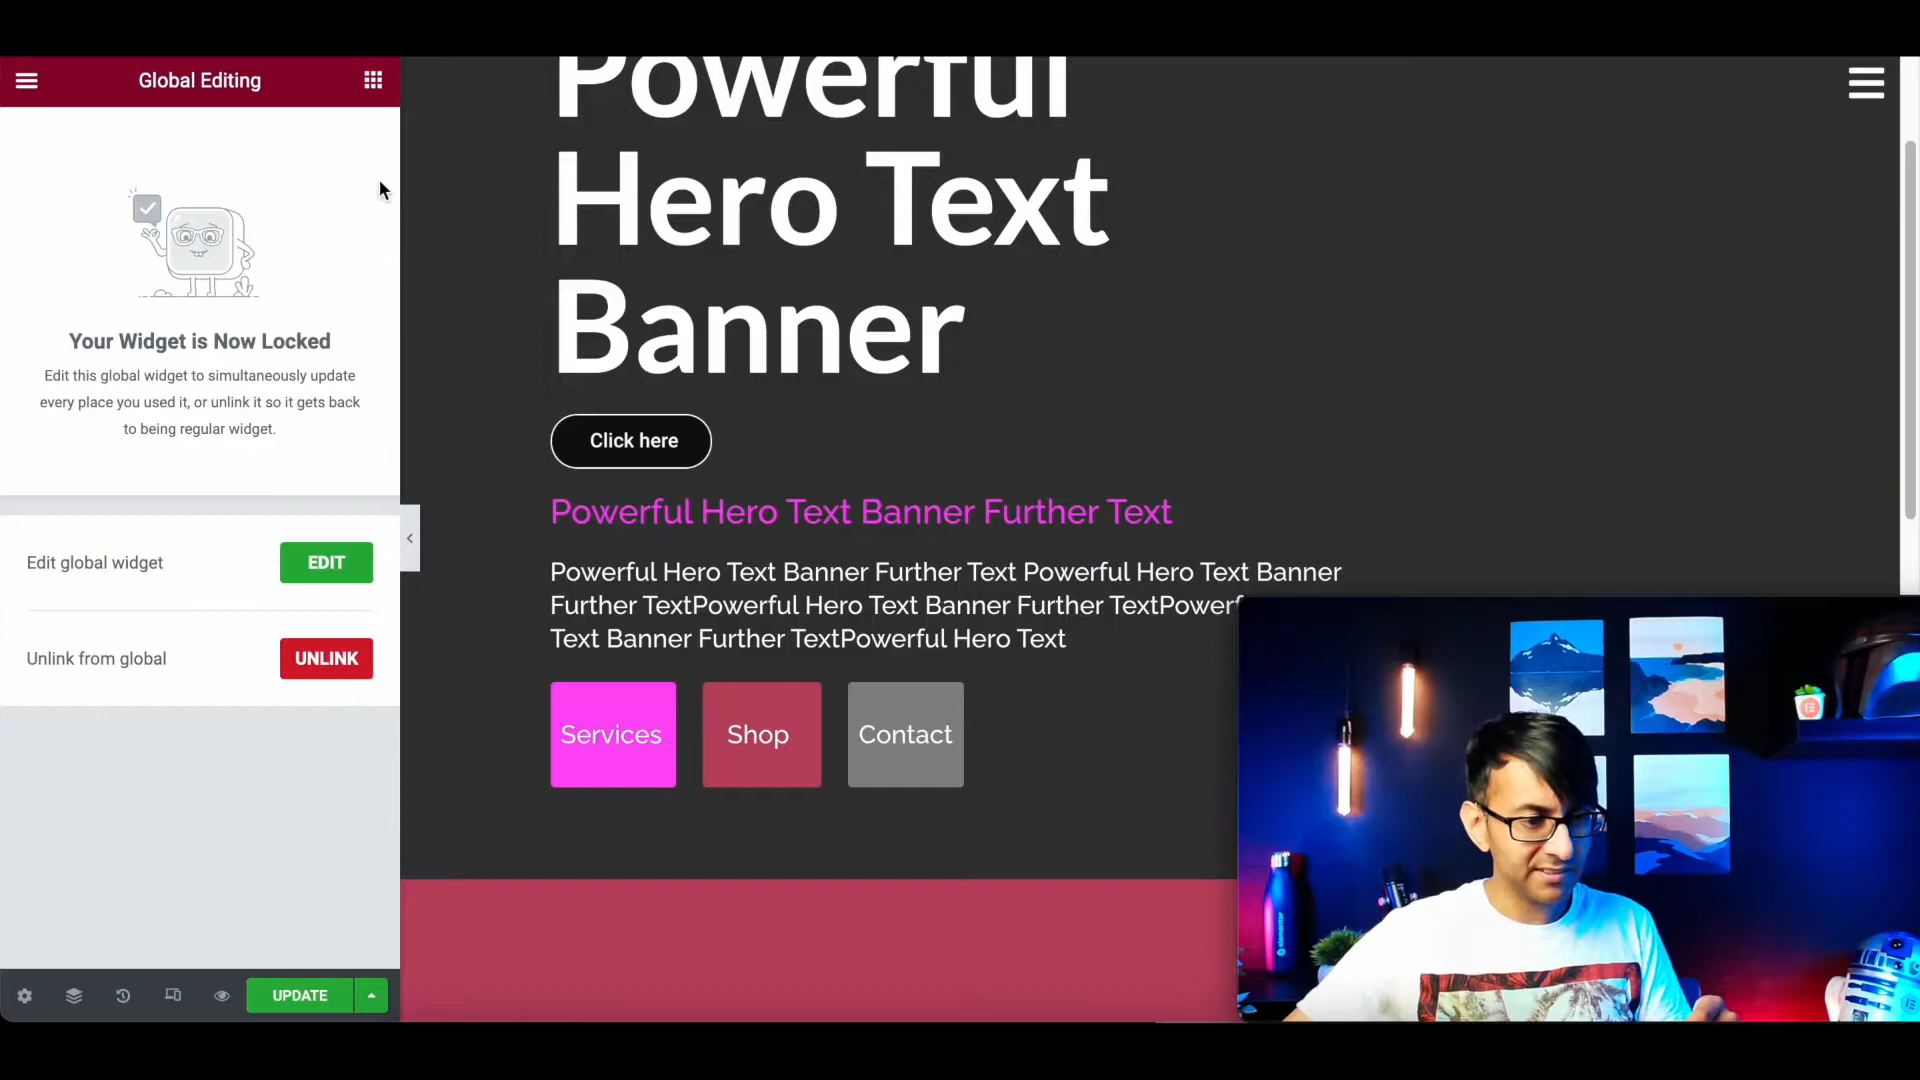 Global Editing
Your Widget is Now Locked
Edit this global widget to simultaneously update
every place you used it, or unlink it so it gets back
to being regular widget.
Edit global widget
EDIT
Unlink from global
UNLINK
UPDATE
Powerful
Hero Text
Banner
Click here
Powerful Hero Text Banner Further Text
Powerful Hero Text Banner Further Text Powerful Hero Text Banner
Further TextPowerful Hero Text Banner Further TextPowerf
Text Banner Further TextPowerful Hero Text
Services
Shop
Contact
elementor